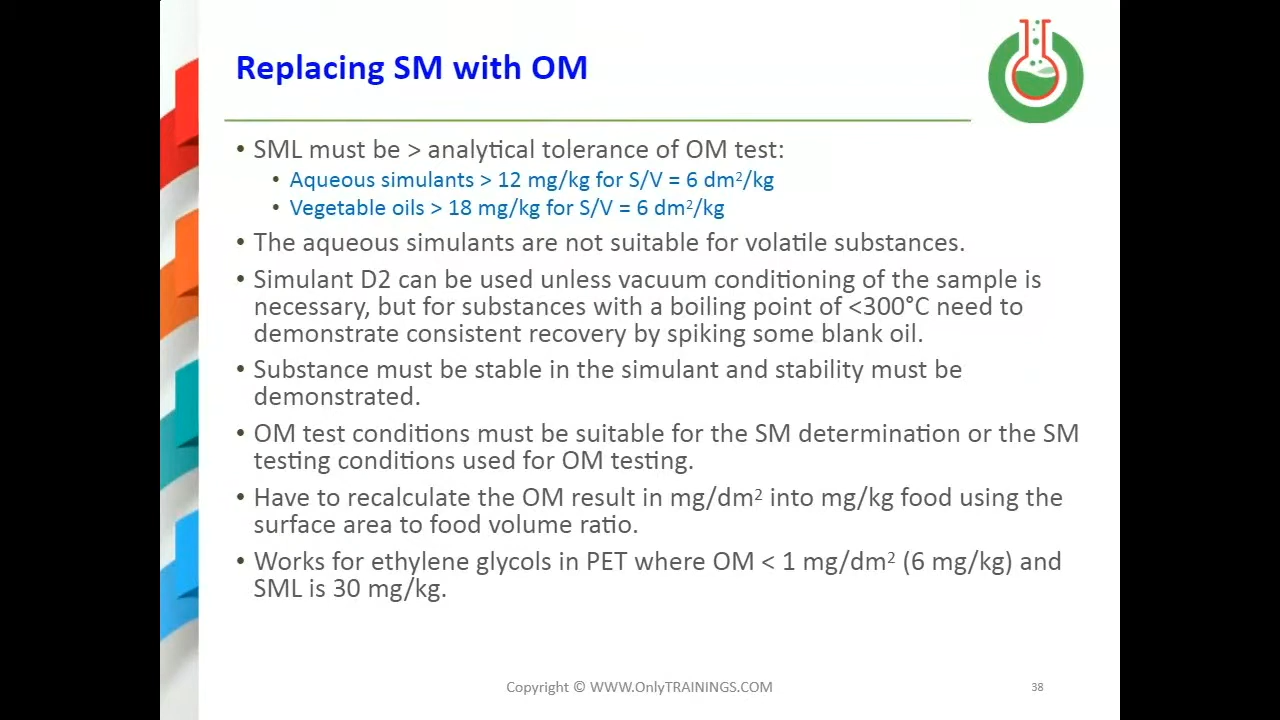 Replacing SM with OM
• SML must be > analytical tolerance of OM test:
• Aqueous simulants > 12 mg/kg for S/V = 6 dm²/kg
• Vegetable oils > 18 mg/kg for S/V = 6 dm²/kg
• The aqueous simulants are not suitable for volatile substances.
• Simulant D2 can be used unless vacuum conditioning of the sample is
necessary, but for substances with a boiling point of <300°C need to
demonstrate consistent recovery by spiking some blank oil.
• Substance must be stable in the simulant and stability must be
demonstrated.
• OM test conditions must be suitable for the SM determination or the SM
testing conditions used for OM testing.
• Have to recalculate the OM result in mg/dm² into mg/kg food using the
surface area to food volume ratio.
• Works for ethylene glycols in PET where OM < 1 mg/dm² (6 mg/kg) and
SML is 30 mg/kg.
Copyright © WWW.OnlyTRAININGS.COM
38